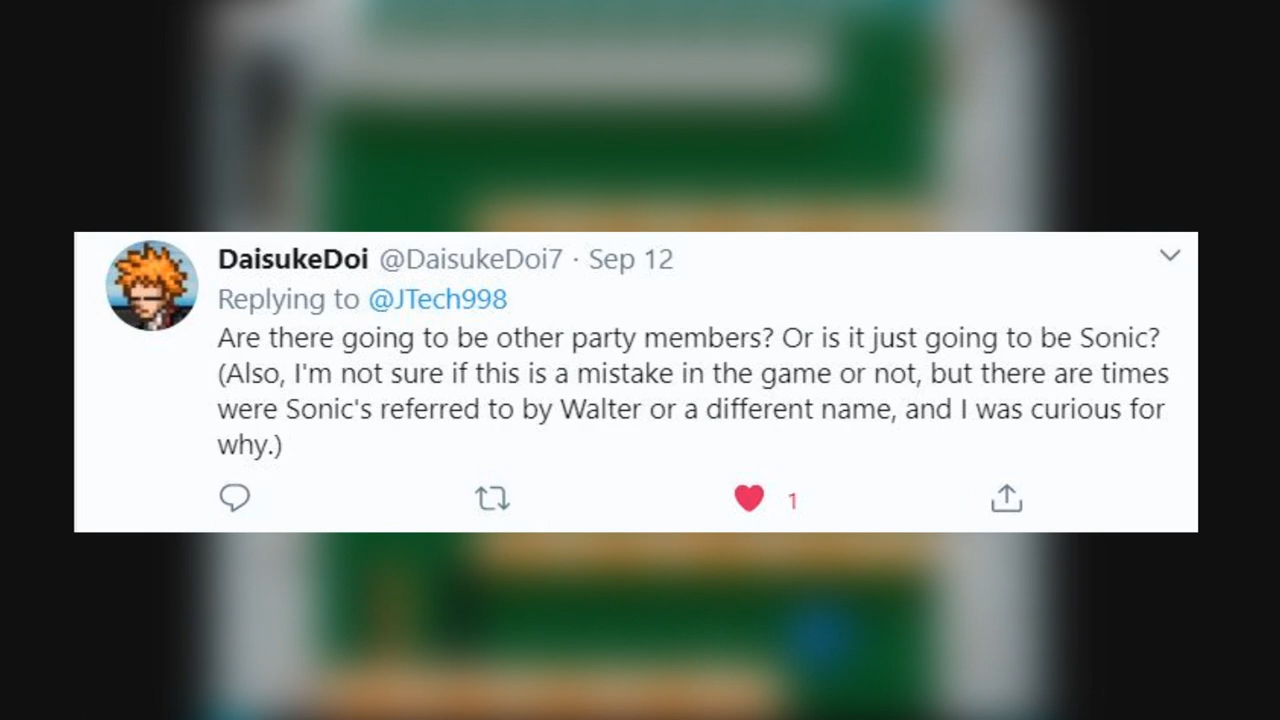 DaisukeDoi @DaisukeDoi7 · Sep 12
Replying to @JTech998
Are there going to be other party members? Or is it just going to be Sonic?
(Also, I'm not sure if this is a mistake in the game or not, but there are times
were Sonic's referred to by Walter or a different name, and I was curious for
why.)
1